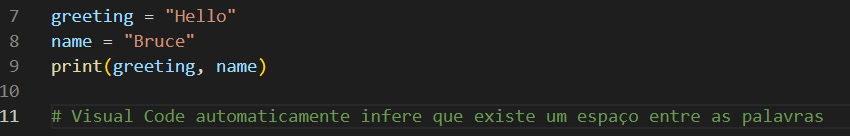 7 greeting = "Hello"
8 name = "Bruce"
9 print(greeting, name)
10
11 # Visual Code automaticamente infere que existe um espaço entre as palavras